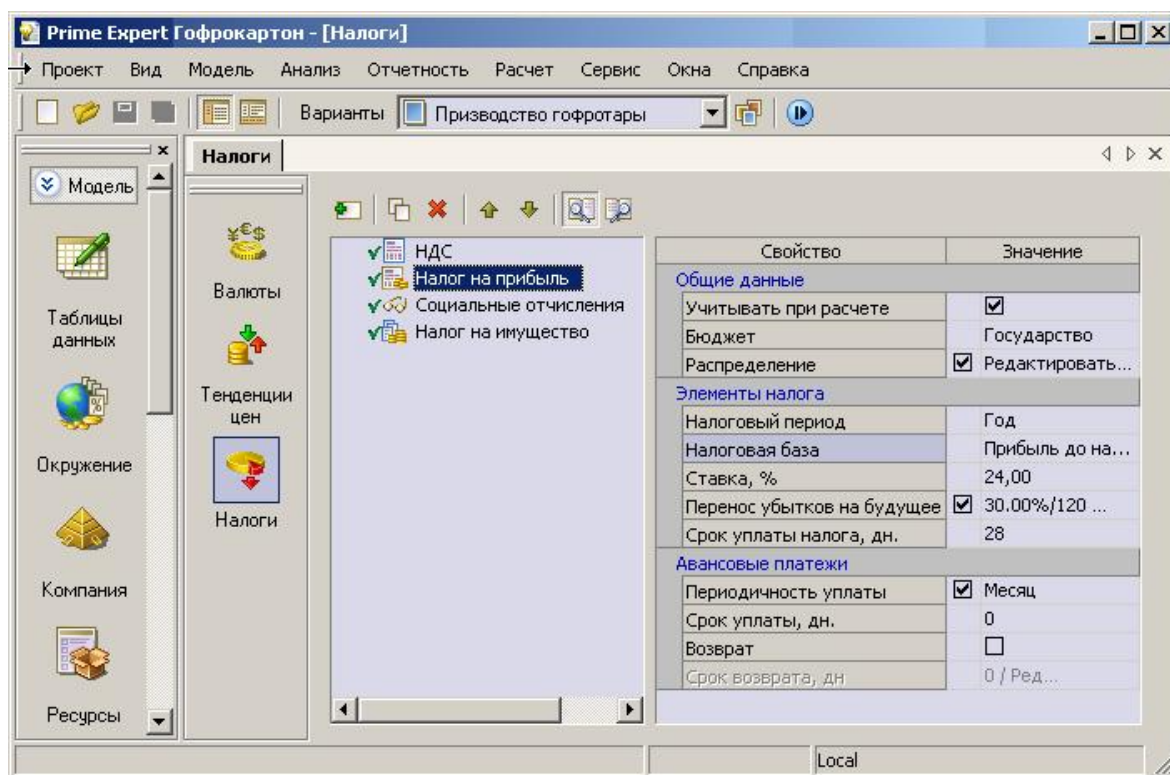 Prime Expert Гофрокартон - [Налоги]
Проект Вид Модель Анализ Отчетность Расчет Сервис Окна Справка
Варианты Призводство гофротары
Модель
Таблицы
данных
Окружение
Компания
Ресурсы
Налоги
Валюты
Тенденции
цен
Налоги
НДС
Налог на прибыль
Социальные отчисления
Налог на имущество
Свойство Значение
Общие данные
Учитывать при расчете
Бюджет Государство
Распределение Редактировать...
Элементы налога
Налоговый период Год
Налоговая база Прибыль до на...
Ставка, % 24,00
Перенос убытков на будущее 30.00%/120 ...
Срок уплаты налога, дн. 28
Авансовые платежи
Периодичность уплаты Месяц
Срок уплаты, дн. 0
Возврат
Срок возврата, дн 0 / Ред...
Local